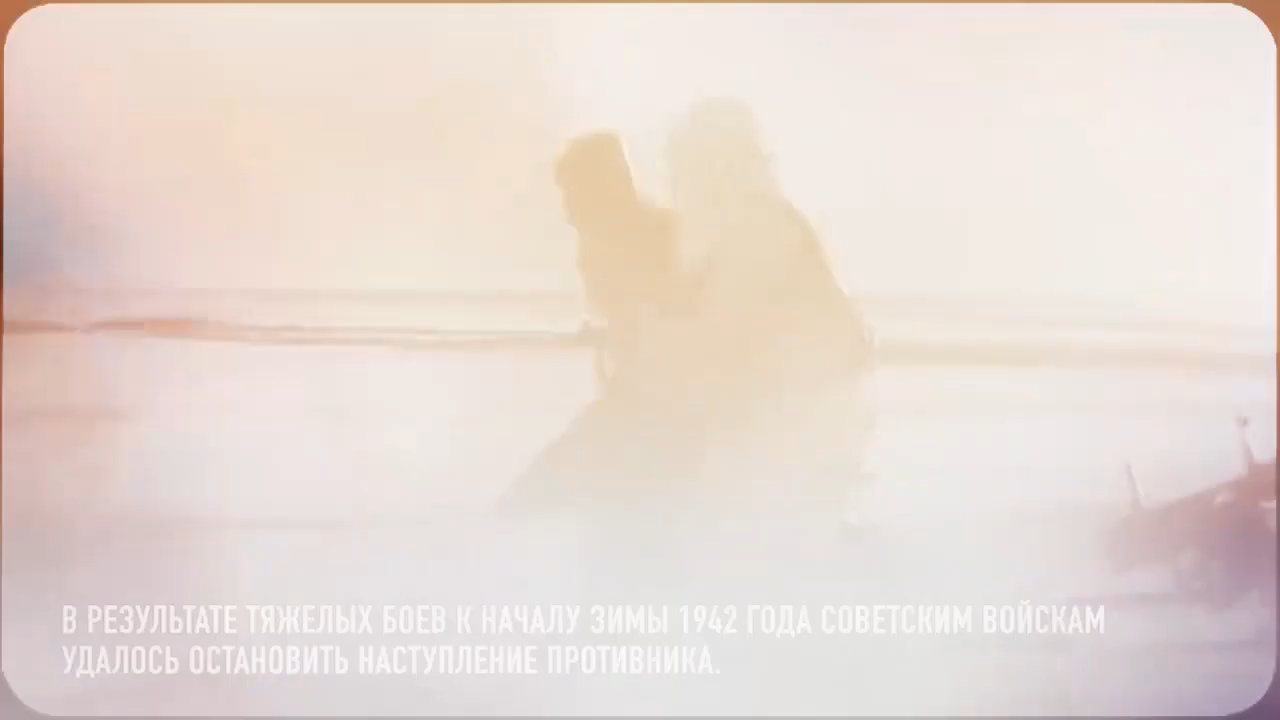 В РЕЗУЛЬТАТЕ ТЯЖЕЛЫХ БОЕВ К НАЧАЛУ ЗИМЫ 1942 ГОДА СОВЕТСКИМ ВОЙСКАМ
УДАЛОСЬ ОСТАНОВИТЬ НАСТУПЛЕНИЕ ПРОТИВНИКА.